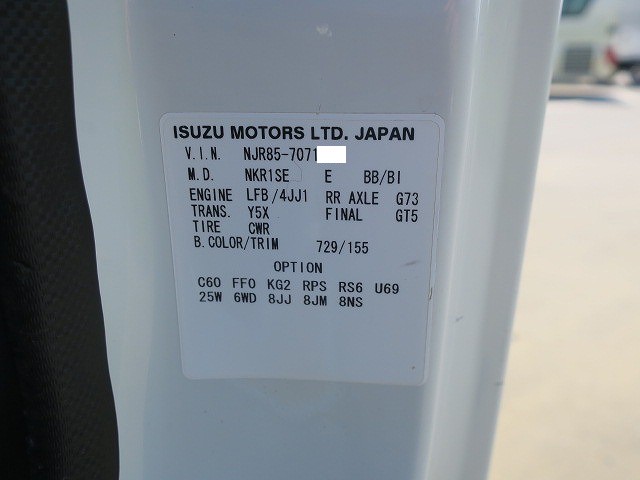 ISUZU MOTORS LTD. JAPAN
V.I.N. NJR85-7071
M.D. NKR1SE E BB/BI
ENGINE LFB/4JJ1 RR AXLE G73
TRANS. Y5X FINAL GT5
TIRE CWR
B.COLOR/TRIM 729/155
OPTION
C60 FF0 KG2 RPS RS6 U69
25W 6WD 8JJ 8JM 8NS